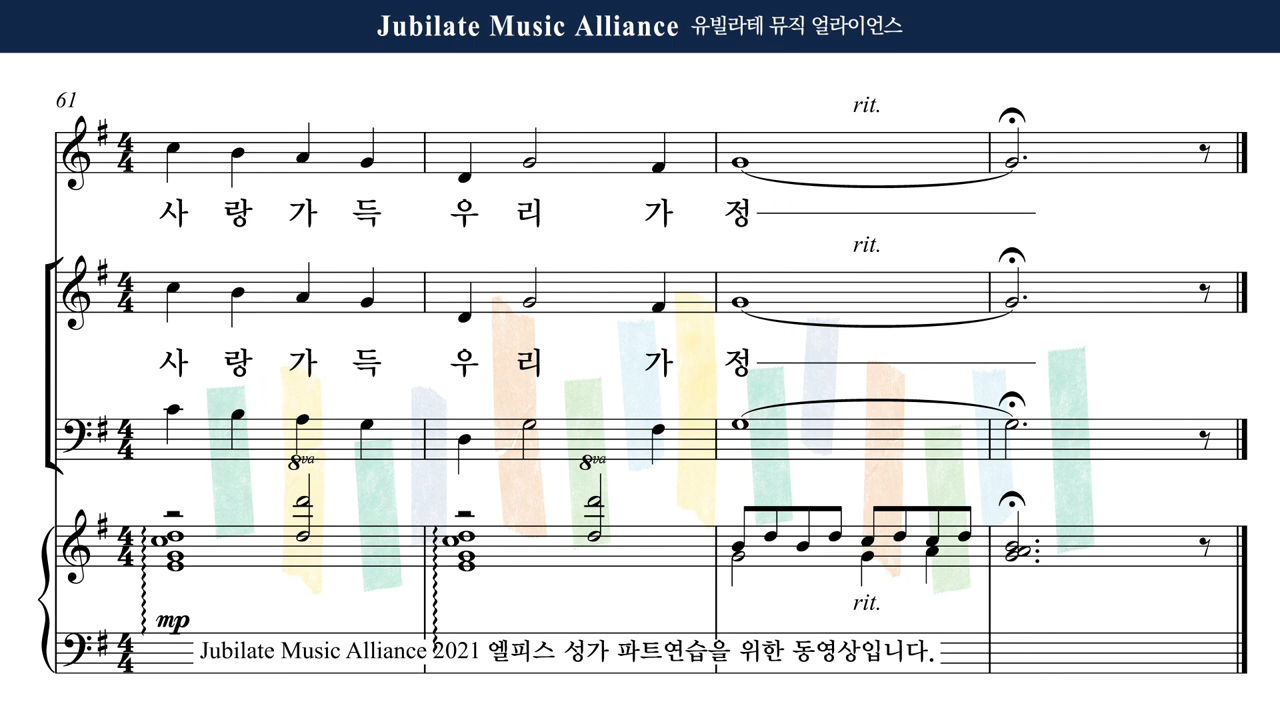 Jubilate Music Alliance 유빌라테 뮤직 얼라이언스
61
rit.
사 랑 가 득 우 리 가 정
rit.
사 랑 가 득 우 리 가 정
8va 8va
mp rit.
Jubilate Music Alliance 2021 엘피스 성가 파트연습을 위한 동영상입니다.